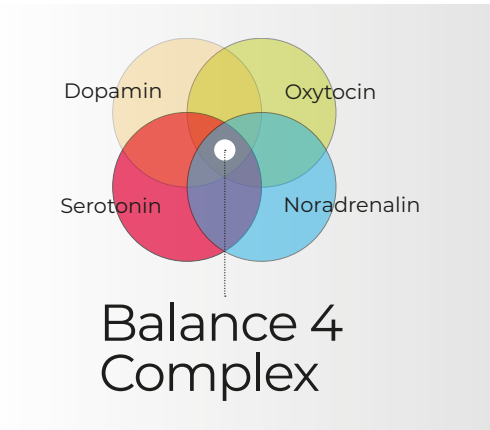 Dopamin
Oxytocin
Serotonin
Noradrenalin
Balance 4
Complex